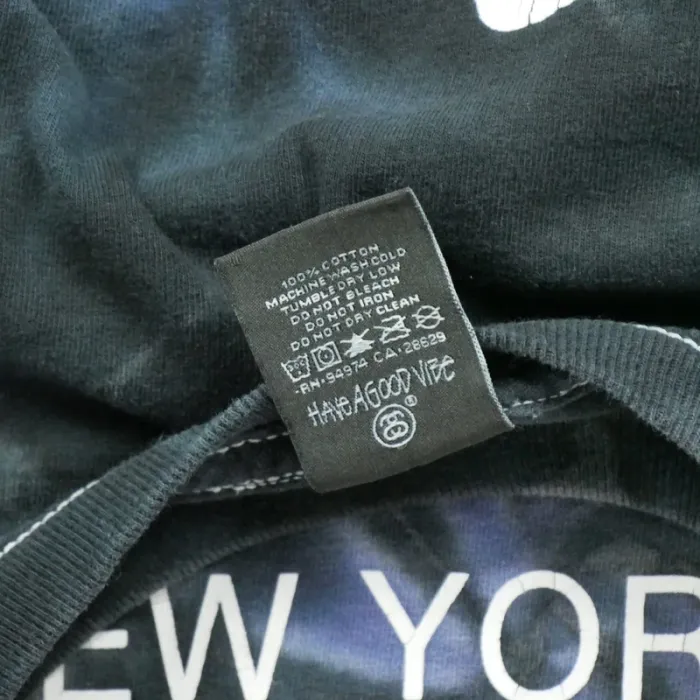 100% COTTON
MACHINE WASH COLD
TUMBLE DRY LOW
DO NOT BLEACH
DO NOT IRON
DO NOT DRY CLEAN
RN·94974 CA·28629
HAVE A GOOD VIBE
®
EW YOR